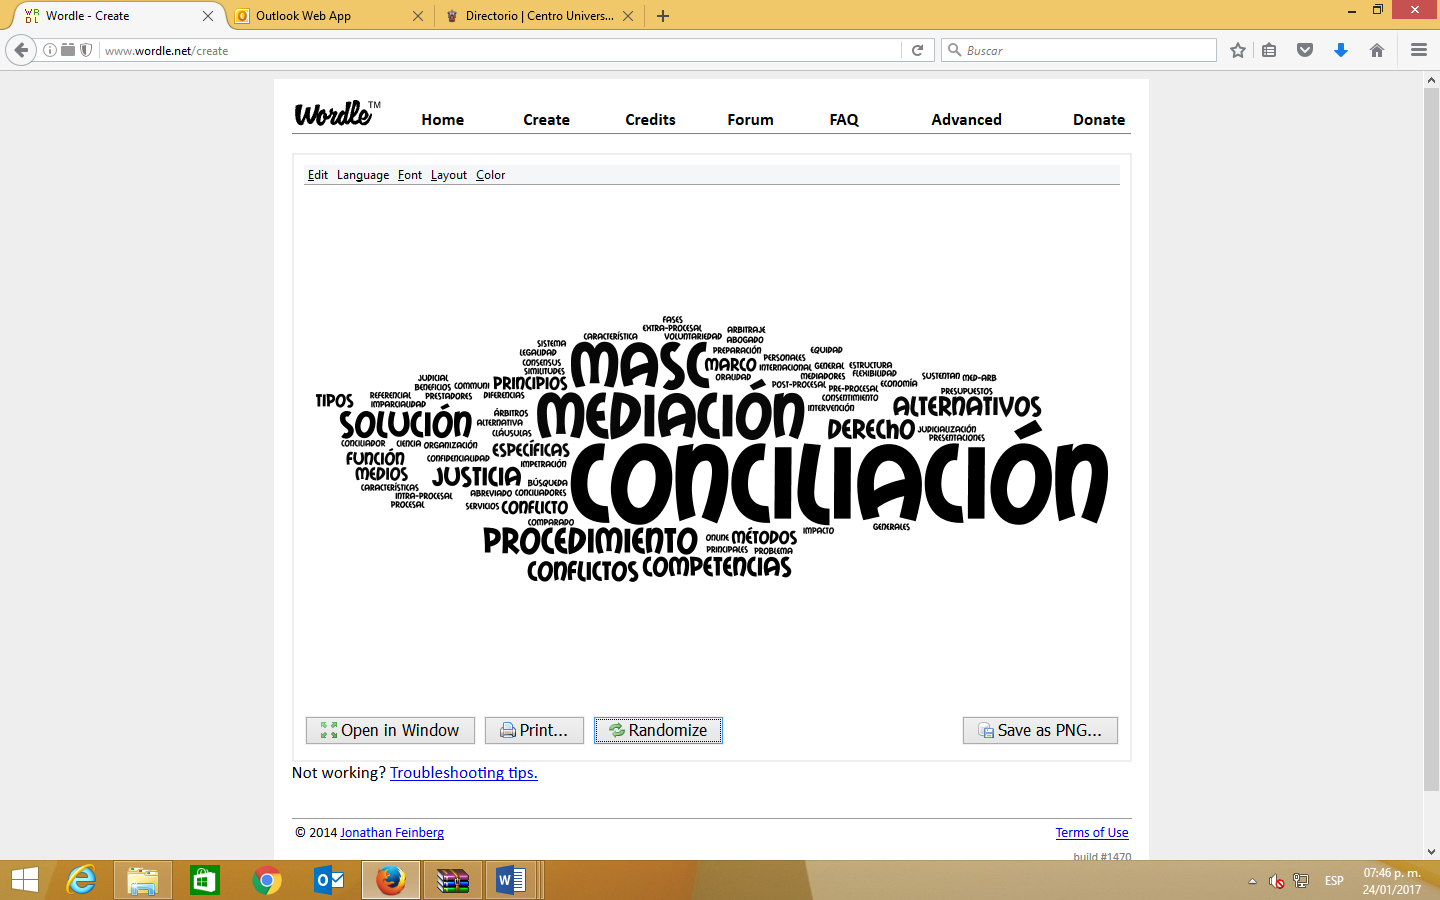 Wordle - Create
Outlook Web App
Directorio | Centro Univers...
www.wordle.net/create
Buscar
Wordle™
Home Create Credits Forum FAQ Advanced Donate
Edit Language Font Layout Color
FASES
EXTRA-PROCESAL ARBITRAJE
CARACTERÍSTICA VOLUNTARIEDAD ABOGADO
SISTEMA
LEGALIDAD
CONSENSUS
SIMILITUDES
MASC
PREPARACIÓN
MARCO
ORALIDAD
PERSONALES
INTERNACIONAL
EQUIDAD
GENERAL ESTRUCTURA
MEDIADORES FLEXIBILIDAD
POST-PROCESAL PRE-PROCESAL ECONOMÍA
CONSENTIMIENTO
INTERVENCIÓN
SUSTENTAN MED-ARB
PRESUPUESTOS
JUDICIAL
BENEFICIOS COMMUNI PRINCIPIOS
REFERENCIAL PRESTADORES DIFERENCIAS
TIPOS
IMPARCIALIDAD
SOLUCIÓN
ÁRBITROS
ALTERNATIVA
CLÁUSULAS
MEDIACIÓN
ALTERNATIVOS
DERECHO
JUDICIALIZACIÓN
PRESENTACIONES
CONCILIADOR CIENCIA ORGANIZACIÓN
FUNCIÓN
CONFIDENCIALIDAD
ESPECÍFICAS
IMPETRACIÓN
MEDIOS
JUSTICIA
BÚSQUEDA
CARACTERÍSTICAS
INTRA-PROCESAL
PROCESAL
ABREVIADO CONCILIADORES
SERVICIOS CONFLICTO
CONCILIACIÓN
COMPARADO
PROCEDIMIENTO
ONLINE MÉTODOS
IMPACTO
GENERALES
PRINCIPALES PROBLEMA
CONFLICTOS
COMPETENCIAS
Open in Window Print... Randomize Save as PNG...
Not working? Troubleshooting tips.
© 2014 Jonathan Feinberg Terms of Use
build #1470
ESP
07:46 p. m.
24/01/2017